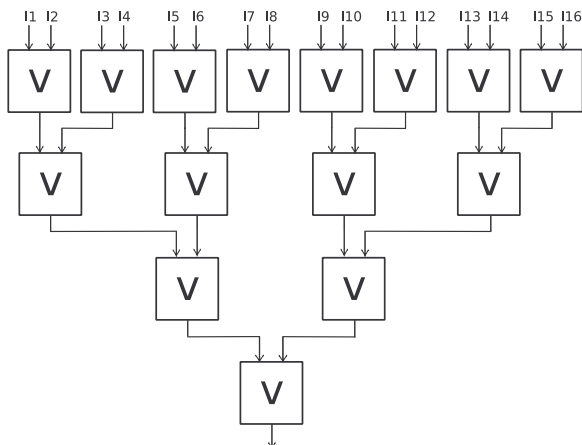 I1 I2 I3 I4 I5 I6 I7 I8 I9 I10 I11 I12 I13 I14 I15 I16
V V V V V V V V
V V V V
V V
V